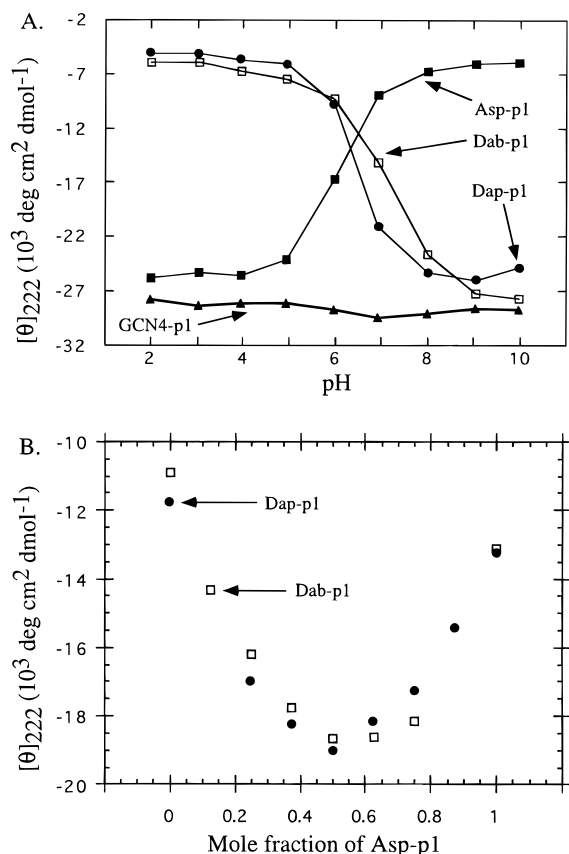 A.
-2
-7
-12
-17
-22
-27
-32
[θ]222 (10³ deg cm² dmol⁻¹)
Asp-p1
Dab-p1
Dap-p1
GCN4-p1
2 4 6 8 10
pH
B.
-10
-12
-14
-16
-18
-20
[θ]222 (10³ deg cm² dmol⁻¹)
Dap-p1
Dab-p1
0 0.2 0.4 0.6 0.8 1
Mole fraction of Asp-p1